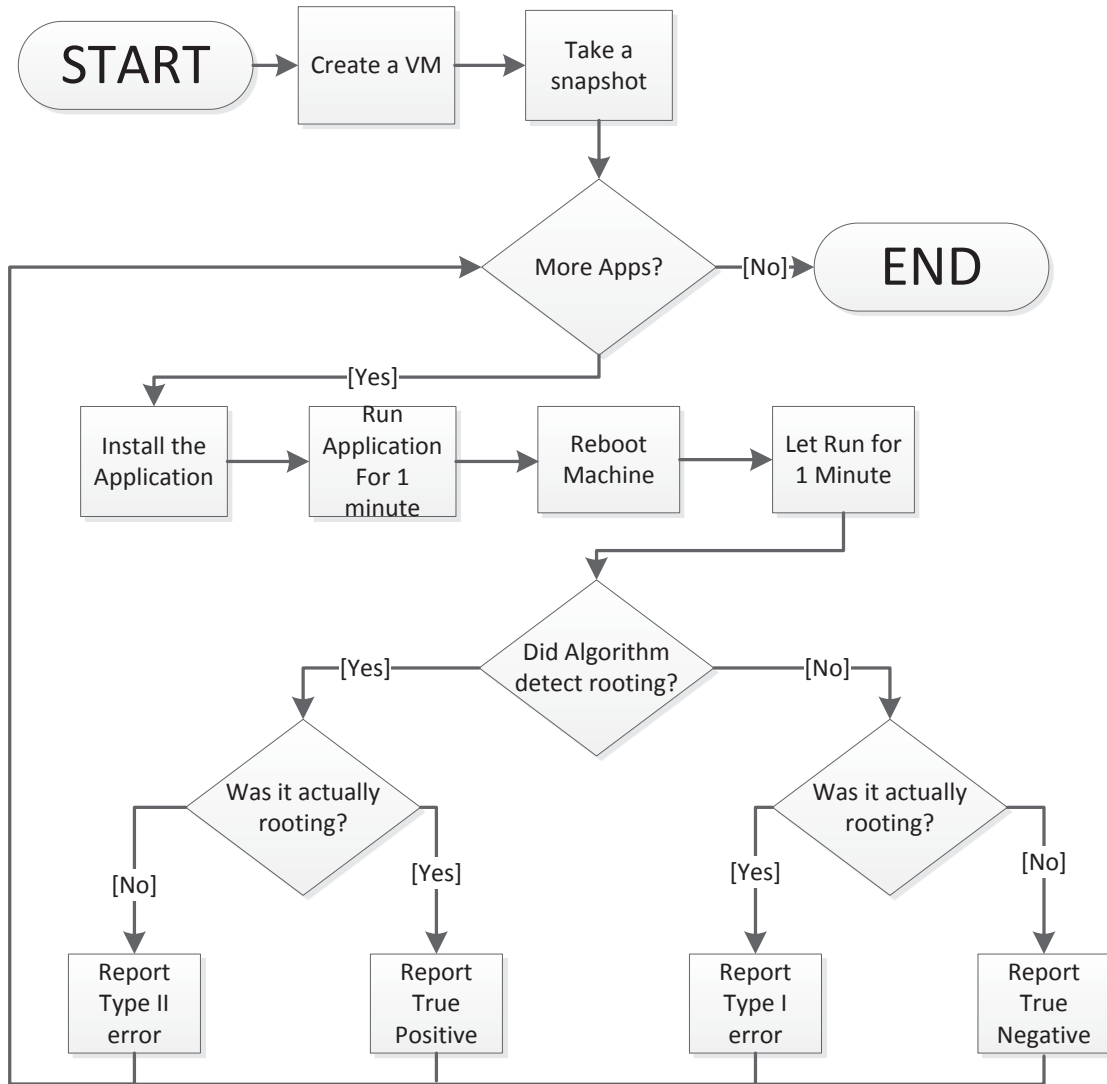 START
Create a VM
Take a
snapshot
More Apps?
[No]
END
[Yes]
Install the
Application
Run
Application
For 1
minute
Reboot
Machine
Let Run for
1 Minute
Did Algorithm
detect rooting?
[Yes]
[No]
Was it actually
rooting?
Was it actually
rooting?
[No]
[Yes]
[Yes]
[No]
Report
Type II
error
Report
True
Positive
Report
Type I
error
Report
True
Negative